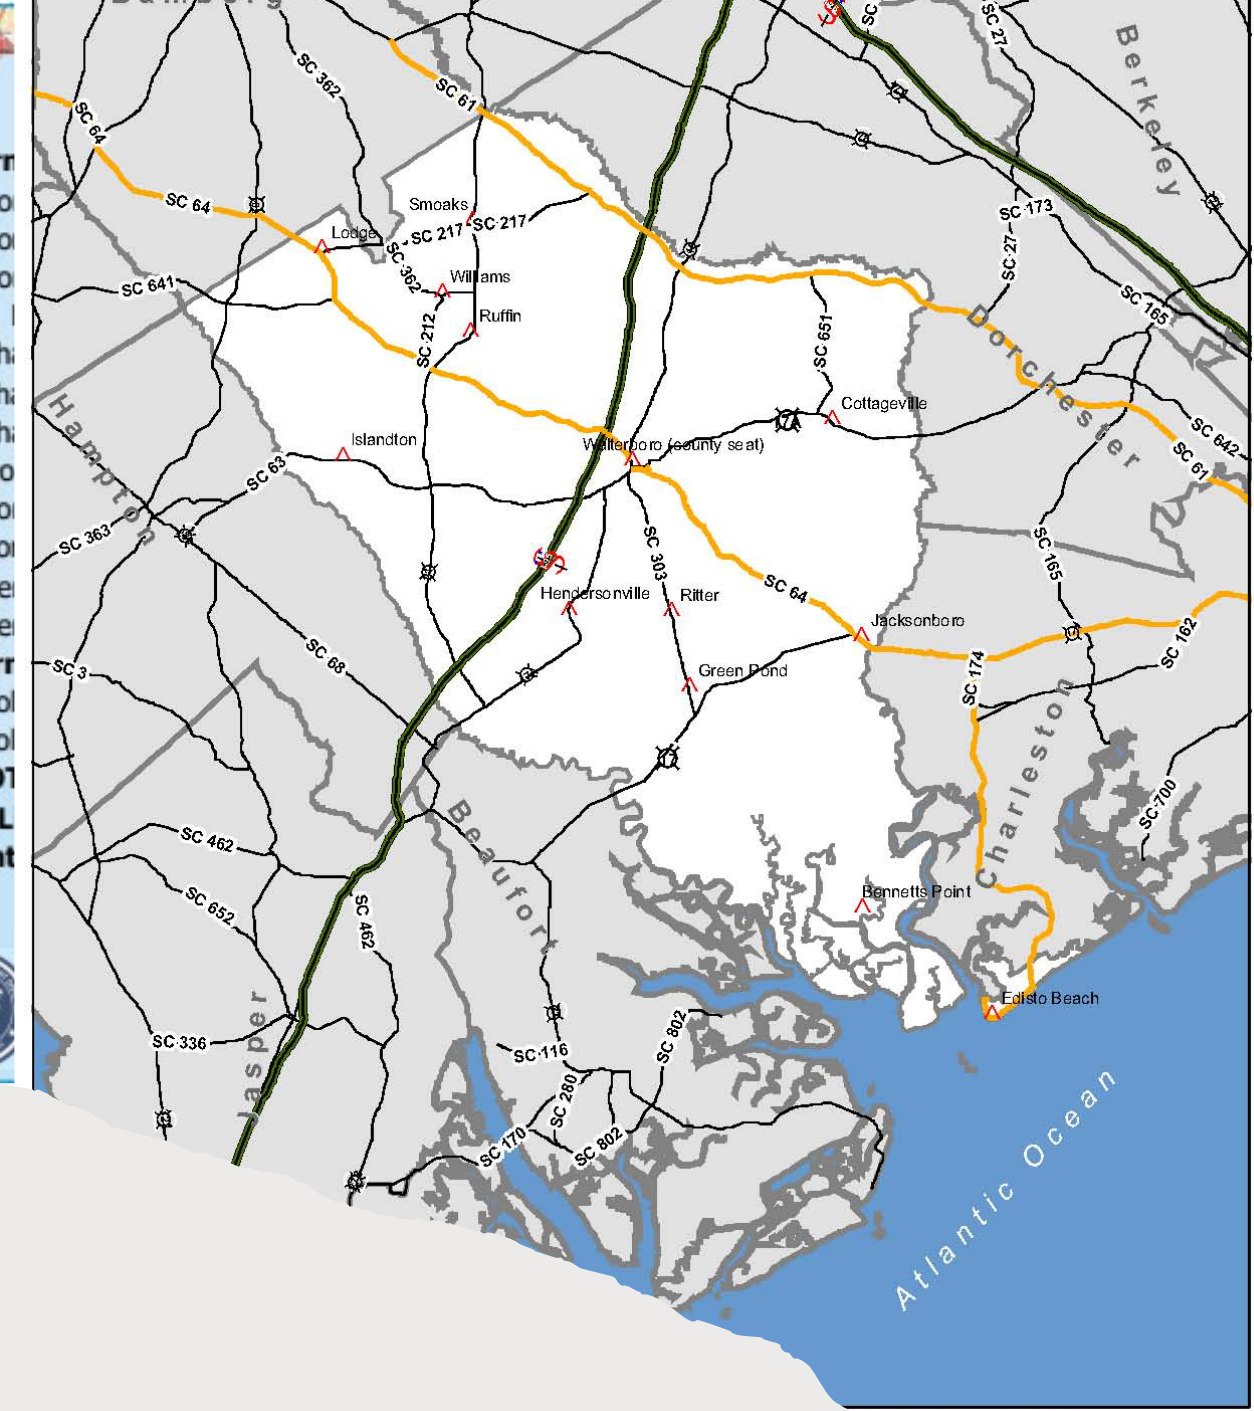 Bamberg
SC
SC 27
Berkeley
SC 362
SC 61
SC 64
SC 64
Smoaks
SC 217
SC 217
SC 173
Lodge
SC 362
Williams
SC 27
SC 641
SC 165
Ruffin
SC 212
SC 651
Dorchester
Hampton
Cottageville
17A
Islandton
Walterboro (county seat)
SC 642
SC 61
SC 63
SC 363
SC 303
SC 165
Hendersonville
Ritter
SC 64
Jacksonboro
SC 162
SC 3
SC 68
Green Pond
SC 174
17
Charleston
SC 700
Beaufort
SC 462
SC 652
SC 462
Bennetts Point
Edisto Beach
Jasper
SC 336
SC 116
SC 802
SC 280
SC 170
SC 802
Atlantic Ocean